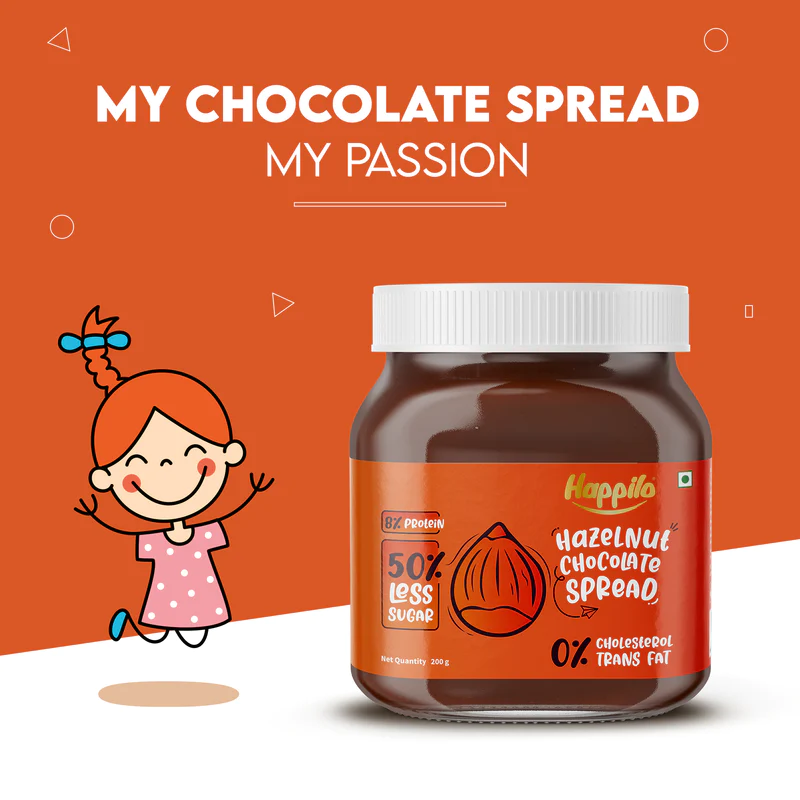 MY CHOCOLATE SPREAD
MY PASSION
Happilo
8% PROTEIN
50%
LESS
SUGAR
HAZELNUT
CHOCOLATE
SPREAD
0% CHOLESTEROL
TRANS FAT
Net Quantity 200 g